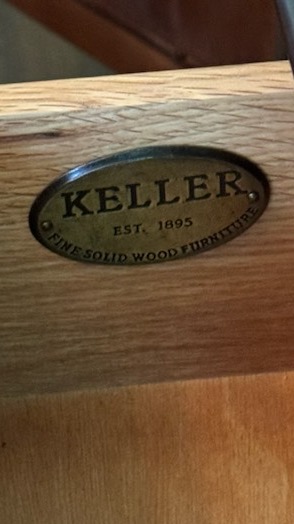 KELLER
EST. 1895
FINE SOLID WOOD FURNITURE